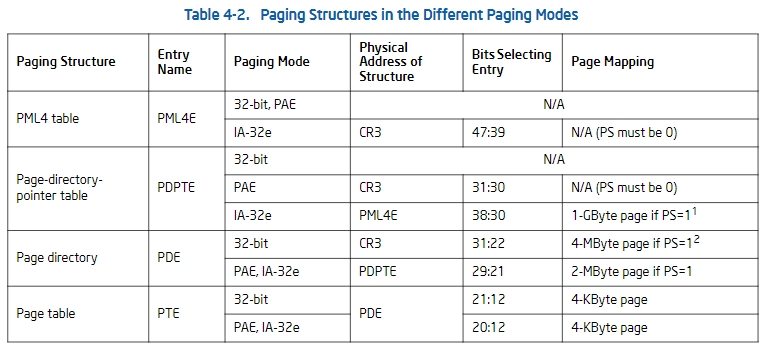 Table 4-2. Paging Structures in the Different Paging Modes
Paging Structure | Entry Name | Paging Mode | Physical Address of Structure | Bits Selecting Entry | Page Mapping
PML4 table | PML4E | 32-bit, PAE | N/A
IA-32e | CR3 | 47:39 | N/A (PS must be 0)
Page-directory-pointer table | PDPTE | 32-bit | N/A
PAE | CR3 | 31:30 | N/A (PS must be 0)
IA-32e | PML4E | 38:30 | 1-GByte page if PS=1¹
Page directory | PDE | 32-bit | CR3 | 31:22 | 4-MByte page if PS=1²
PAE, IA-32e | PDPTE | 29:21 | 2-MByte page if PS=1
Page table | PTE | 32-bit | PDE | 21:12 | 4-KByte page
PAE, IA-32e | 20:12 | 4-KByte page